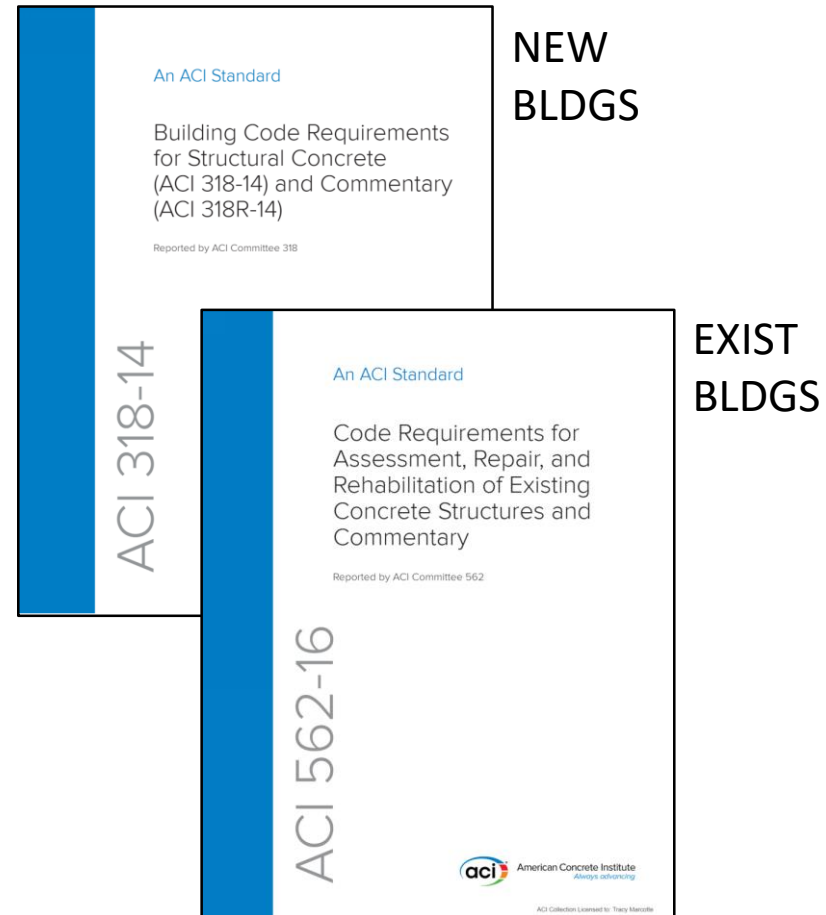 An ACI Standard
Building Code Requirements
for Structural Concrete
(ACI 318-14) and Commentary
(ACI 318R-14)
Reported by ACI Committee 318
ACI 318-14
NEW
BLDGS
An ACI Standard
Code Requirements for
Assessment, Repair, and
Rehabilitation of Existing
Concrete Structures and
Commentary
Reported by ACI Committee 562
ACI 562-16
aci American Concrete Institute
Always advancing
ACI Collection Licensed to: Tracy Marzotte
EXIST
BLDGS